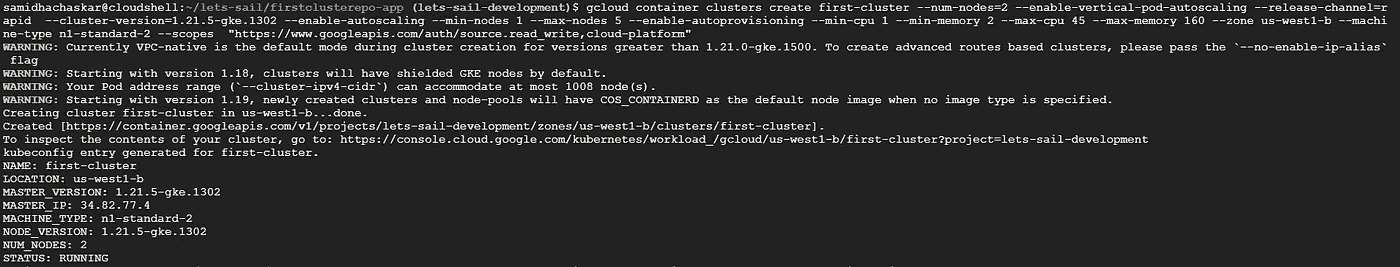 samidhachaskar@cloudshell:~/lets-sail/firstclusterepo-app (lets-sail-development)$ gcloud container clusters create first-cluster --num-nodes=2 --enable-vertical-pod-autoscaling --release-channel=r
apid  --cluster-version=1.21.5-gke.1302 --enable-autoscaling --min-nodes 1 --max-nodes 5 --enable-autoprovisioning --min-cpu 1 --min-memory 2 --max-cpu 45 --max-memory 160 --zone us-west1-b --machi
ne-type n1-standard-2 --scopes  "https://www.googleapis.com/auth/source.read_write,cloud-platform"
WARNING: Currently VPC-native is the default mode during cluster creation for versions greater than 1.21.0-gke.1500. To create advanced routes based clusters, please pass the `--no-enable-ip-alias`
 flag
WARNING: Starting with version 1.18, clusters will have shielded GKE nodes by default.
WARNING: Your Pod address range (`--cluster-ipv4-cidr`) can accommodate at most 1008 node(s).
WARNING: Starting with version 1.19, newly created clusters and node-pools will have COS_CONTAINERD as the default node image when no image type is specified.
Creating cluster first-cluster in us-west1-b...done.
Created [https://container.googleapis.com/v1/projects/lets-sail-development/zones/us-west1-b/clusters/first-cluster].
To inspect the contents of your cluster, go to: https://console.cloud.google.com/kubernetes/workload_/gcloud/us-west1-b/first-cluster?project=lets-sail-development
kubeconfig entry generated for first-cluster.
NAME: first-cluster
LOCATION: us-west1-b
MASTER_VERSION: 1.21.5-gke.1302
MASTER_IP: 34.82.77.4
MACHINE_TYPE: n1-standard-2
NODE_VERSION: 1.21.5-gke.1302
NUM_NODES: 2
STATUS: RUNNING